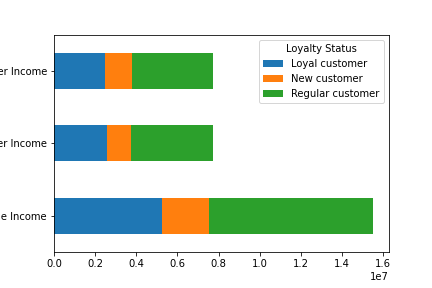 Loyalty Status
Loyal customer
New customer
Regular customer
er Income
er Income
e Income
0.0 0.2 0.4 0.6 0.8 1.0 1.2 1.4 1.6
1e7